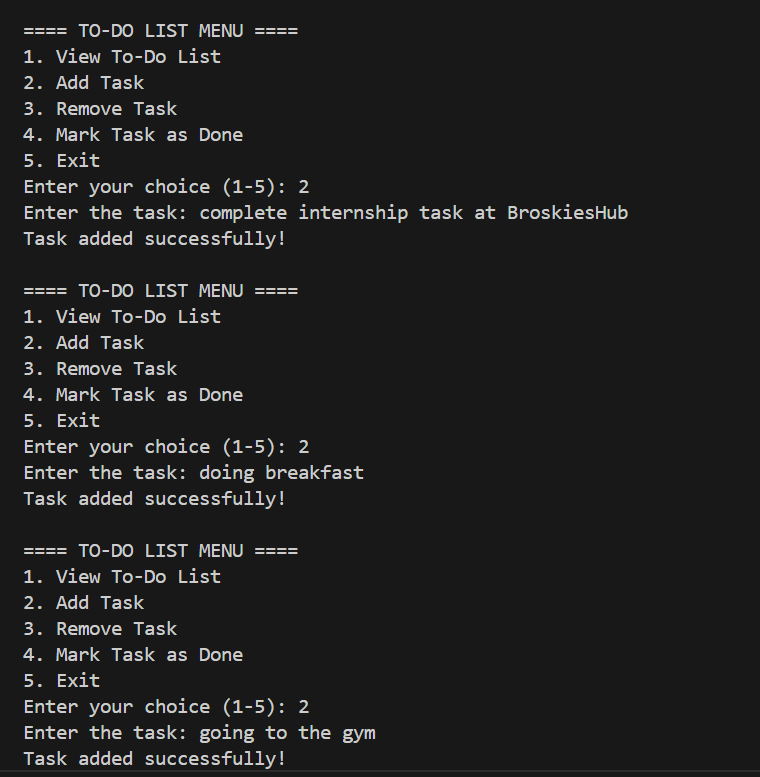 ==== TO-DO LIST MENU ====
1. View To-Do List
2. Add Task
3. Remove Task
4. Mark Task as Done
5. Exit
Enter your choice (1-5): 2
Enter the task: complete internship task at BroskiesHub
Task added successfully!
==== TO-DO LIST MENU ====
1. View To-Do List
2. Add Task
3. Remove Task
4. Mark Task as Done
5. Exit
Enter your choice (1-5): 2
Enter the task: doing breakfast
Task added successfully!
==== TO-DO LIST MENU ====
1. View To-Do List
2. Add Task
3. Remove Task
4. Mark Task as Done
5. Exit
Enter your choice (1-5): 2
Enter the task: going to the gym
Task added successfully!